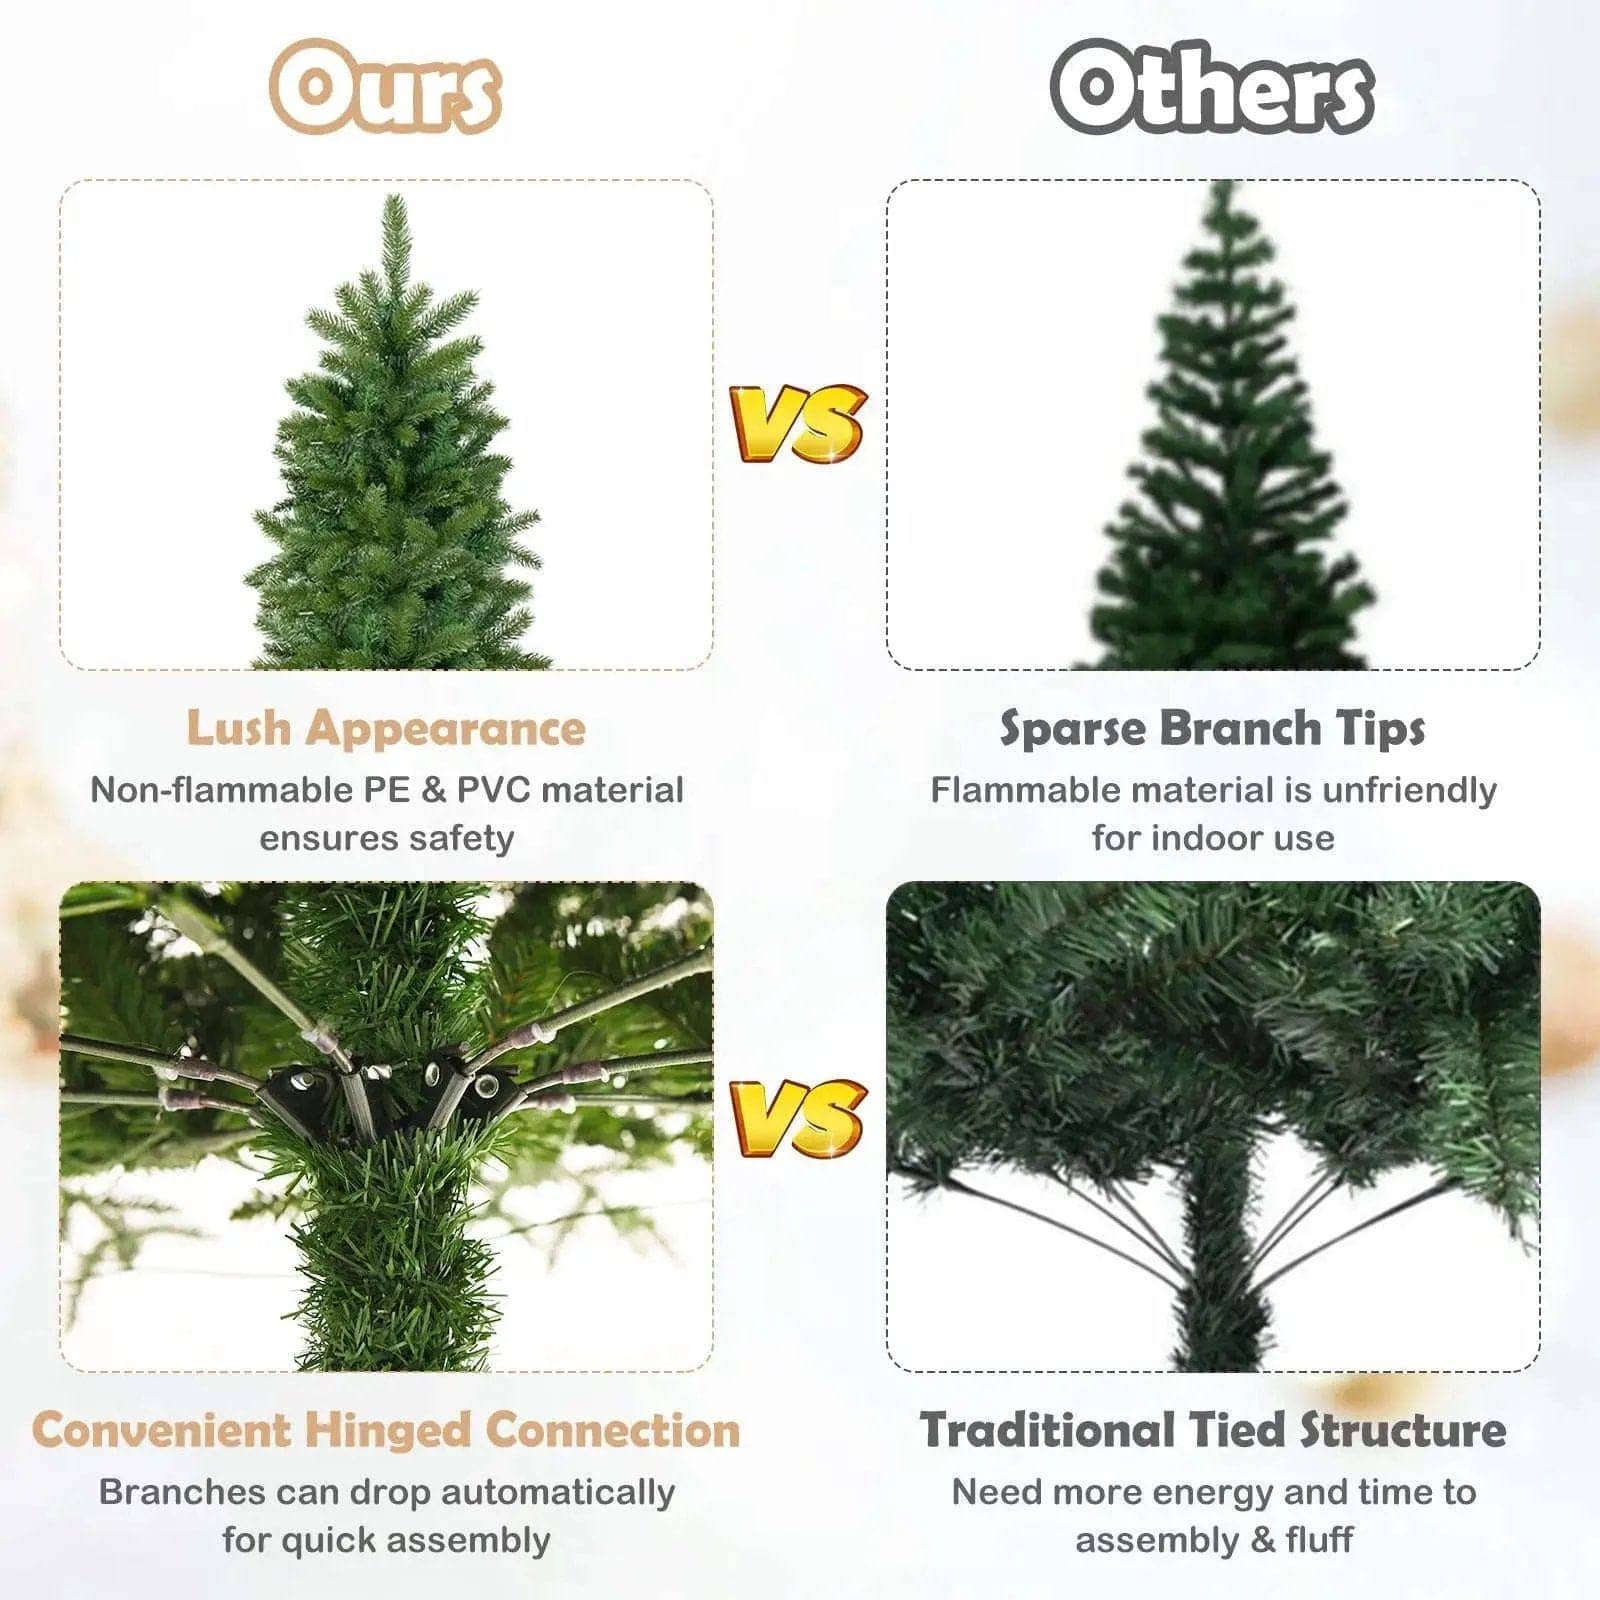 Ours
Others
VS
Lush Appearance
Non-flammable PE & PVC material
ensures safety
Sparse Branch Tips
Flammable material is unfriendly
for indoor use
VS
Convenient Hinged Connection
Branches can drop automatically
for quick assembly
Traditional Tied Structure
Need more energy and time to
assembly & fluff